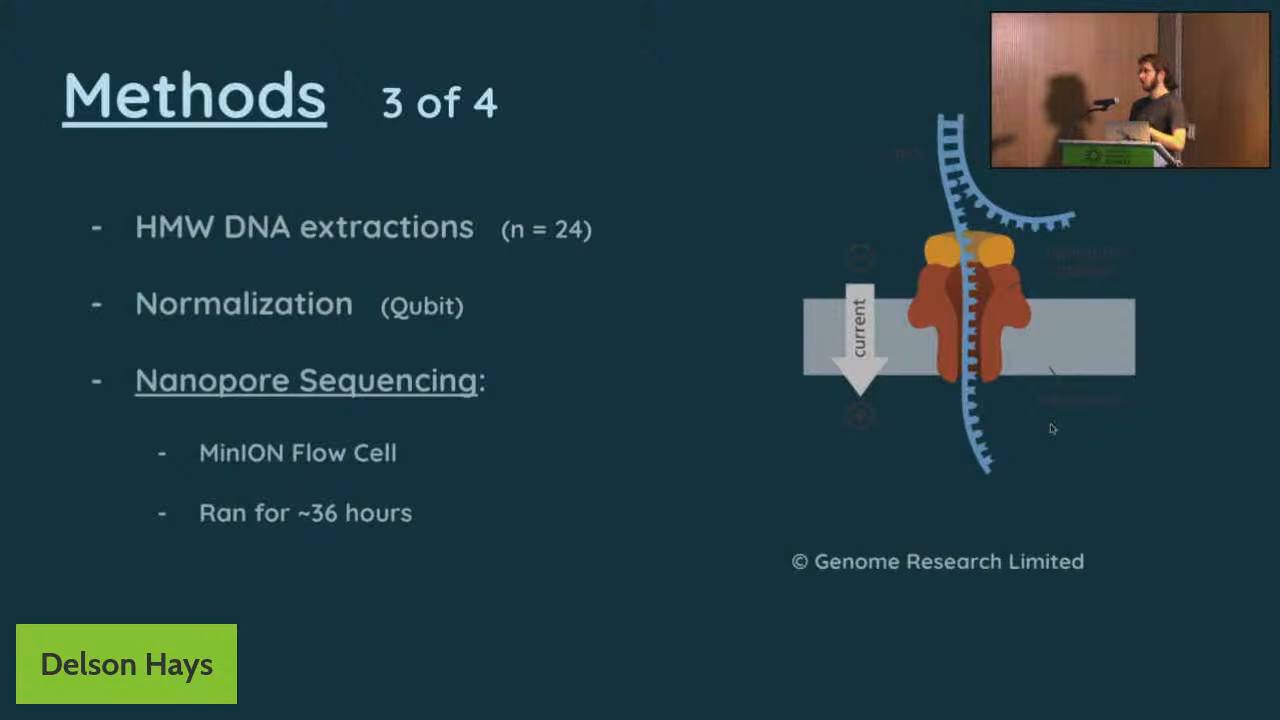 Methods 3 of 4
- HMW DNA extractions (n = 24)
- Normalization (Qubit)
- Nanopore Sequencing:
- MinION Flow Cell
- Ran for ~36 hours
current
© Genome Research Limited
Delson Hays